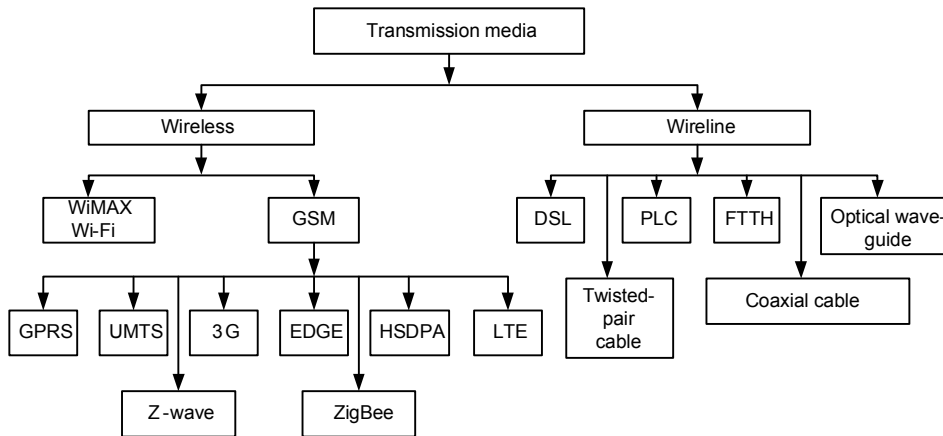 Transmission media
Wireless
Wireline
WiMAX
Wi-Fi
GSM
DSL
PLC
FTTH
Optical wave-
guide
Twisted-
pair
cable
Coaxial cable
GPRS
UMTS
3G
EDGE
HSDPA
LTE
Z-wave
ZigBee